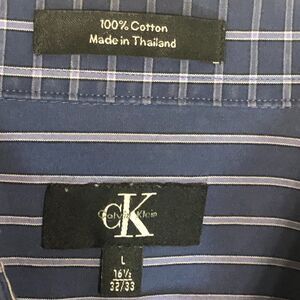 100% Cotton
Made in Thailand
CK
Calvin Klein
L
16½
32/33